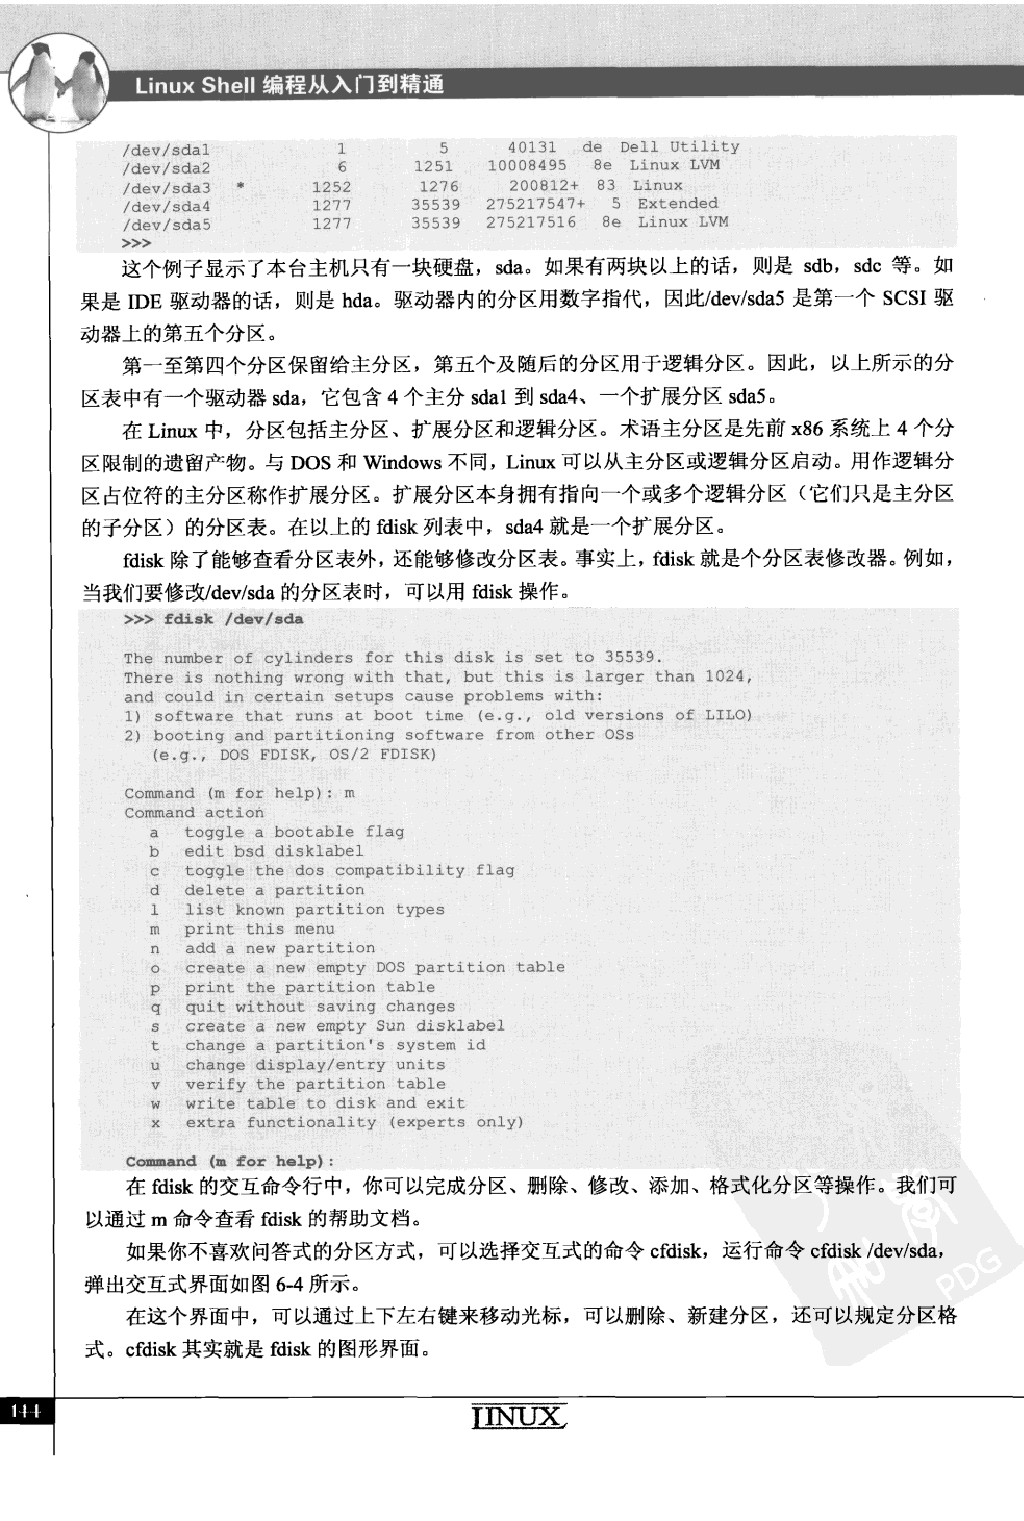 Linux Shell 编程从入门到精通
/dev/sda1 1 5 40131 de Dell Utility
/dev/sda2 6 1251 10008495 8e Linux LVM
/dev/sda3 * 1252 1276 200812+ 83 Linux
/dev/sda4 1277 35539 275217547+ 5 Extended
/dev/sda5 1277 35539 275217516 8e Linux LVM
>>>
这个例子显示了本台主机只有一块硬盘，sda。如果有两块以上的话，则是 sdb，sdc 等。如
果是 IDE 驱动器的话，则是 hda。驱动器内的分区用数字指代，因此/dev/sda5 是第一个 SCSI 驱
动器上的第五个分区。
第一至第四个分区保留给主分区，第五个及随后的分区用于逻辑分区。因此，以上所示的分
区表中有一个驱动器 sda，它包含 4 个主分 sda1 到 sda4、一个扩展分区 sda5。
在 Linux 中，分区包括主分区、扩展分区和逻辑分区。术语主分区是先前 x86 系统上 4 个分
区限制的遗留产物。与 DOS 和 Windows 不同，Linux 可以从主分区或逻辑分区启动。用作逻辑分
区占位符的主分区称作扩展分区。扩展分区本身拥有指向一个或多个逻辑分区（它们只是主分区
的子分区）的分区表。在以上的 fdisk 列表中，sda4 就是一个扩展分区。
fdisk 除了能够查看分区表外，还能够修改分区表。事实上，fdisk 就是个分区表修改器。例如，
当我们要修改/dev/sda 的分区表时，可以用 fdisk 操作。
>>> fdisk /dev/sda
The number of cylinders for this disk is set to 35539.
There is nothing wrong with that, but this is larger than 1024,
and could in certain setups cause problems with:
1) software that runs at boot time (e.g., old versions of LILO)
2) booting and partitioning software from other OSs
(e.g., DOS FDISK, OS/2 FDISK)
Command (m for help): m
Command action
a toggle a bootable flag
b edit bsd disklabel
c toggle the dos compatibility flag
d delete a partition
l list known partition types
m print this menu
n add a new partition
o create a new empty DOS partition table
p print the partition table
q quit without saving changes
s create a new empty Sun disklabel
t change a partition's system id
u change display/entry units
v verify the partition table
w write table to disk and exit
x extra functionality (experts only)
Command (m for help):
在 fdisk 的交互命令行中，你可以完成分区、删除、修改、添加、格式化分区等操作。我们可
以通过 m 命令查看 fdisk 的帮助文档。
如果你不喜欢问答式的分区方式，可以选择交互式的命令 cfdisk，运行命令 cfdisk /dev/sda，
弹出交互式界面如图 6-4 所示。
在这个界面中，可以通过上下左右键来移动光标，可以删除、新建分区，还可以规定分区格
式。cfdisk 其实就是 fdisk 的图形界面。
PDG
144
LINUX